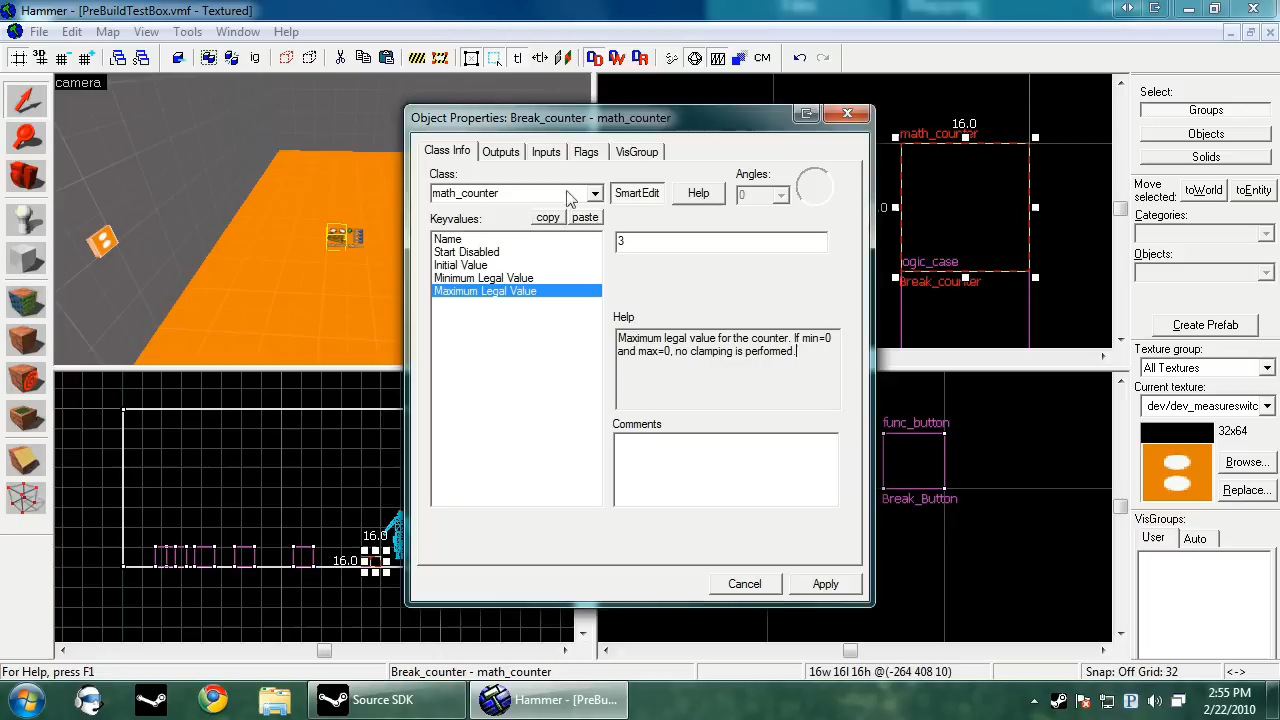 Hammer - [PreBuildTestBox.vmf - Textured]
File Edit Map View Tools Window Help
3D ig tl CM
camera
Object Properties: Break_counter - math_counter
Class Info Outputs Inputs Flags VisGroup
Class:
math_counter
SmartEdit
Help
Angles:
0
Keyvalues:
copy
paste
Name
Start Disabled
Initial Value
Minimum Legal Value
Maximum Legal Value
3
Help
Maximum legal value for the counter. If min=0
and max=0, no clamping is performed.
Comments
Cancel
Apply
16.0
math_counter
.0
ogic_case
Break_counter
16.0
16.0
func_button
Break_Button
Select:
Groups
Objects
Solids
Move
selected:
toWorld
toEntity
Categories:
Objects:
Create Prefab
Texture group:
All Textures
Current texture:
dev/dev_measureswitc
32x64
Browse...
Replace...
VisGroups:
User Auto
For Help, press F1
Break_counter - math_counter
16w 16l 16h @(-264 408 10)
Snap: Off Grid: 32
<->
Source SDK
Hammer - [PreBu...
P
2:55 PM
2/22/2010